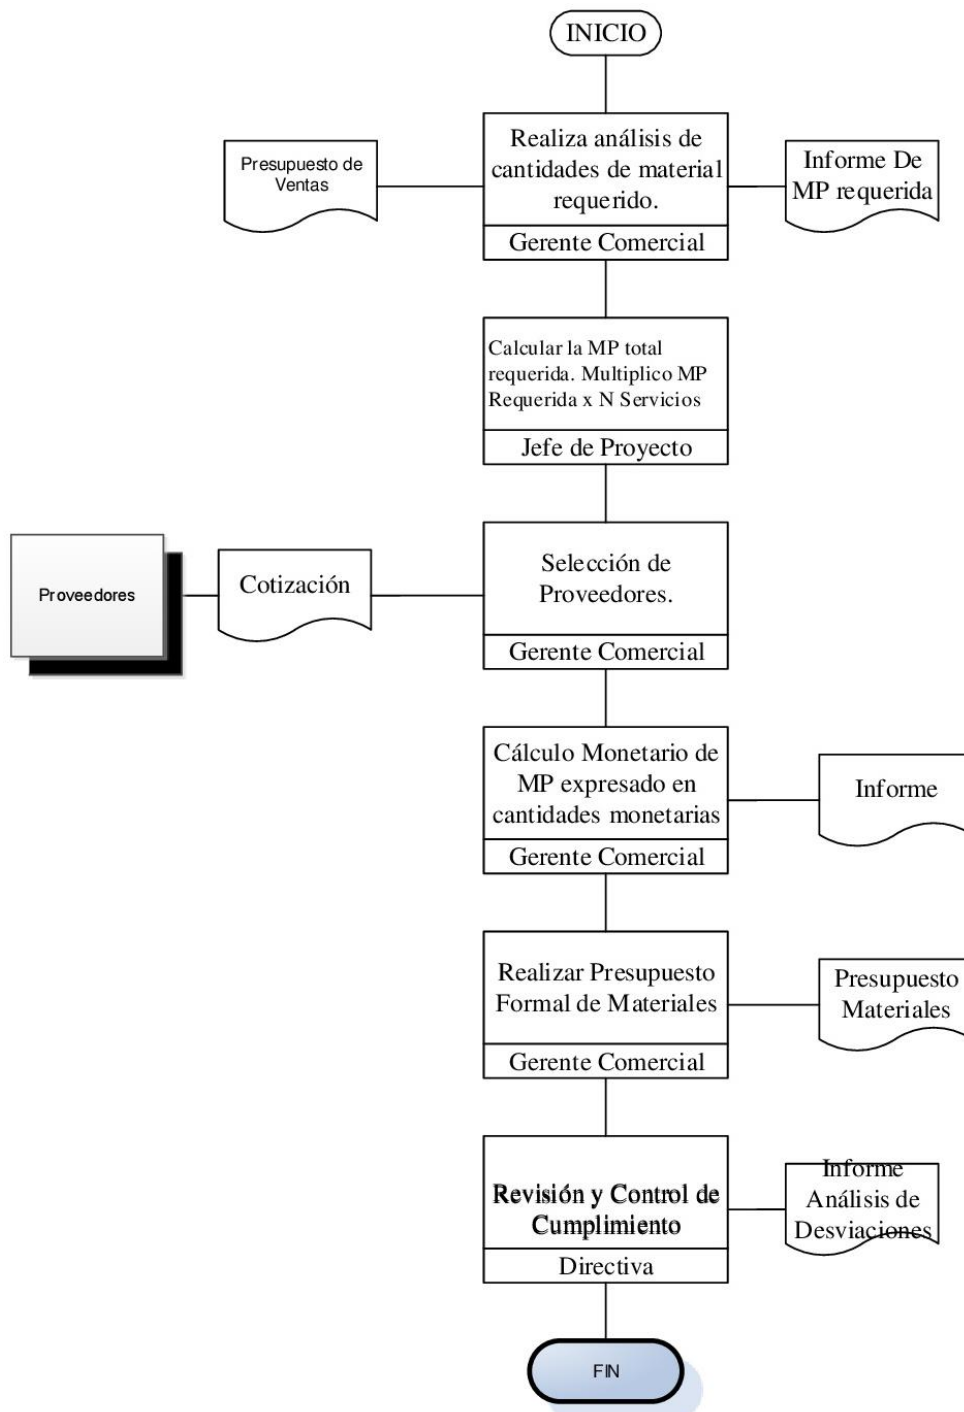 INICIO
Presupuesto de
Ventas
Realiza análisis de
cantidades de material
requerido.
Gerente Comercial
Informe De
MP requerida
Calcular la MP total
requerida. Multiplico MP
Requerida x N Servicios
Jefe de Proyecto
Proveedores
Cotización
Selección de
Proveedores.
Gerente Comercial
Cálculo Monetario de
MP expresado en
cantidades monetarias
Gerente Comercial
Informe
Realizar Presupuesto
Formal de Materiales
Gerente Comercial
Presupuesto
Materiales
Revisión y Control de
Cumplimiento
Directiva
Informe
Análisis de
Desviaciones
FIN